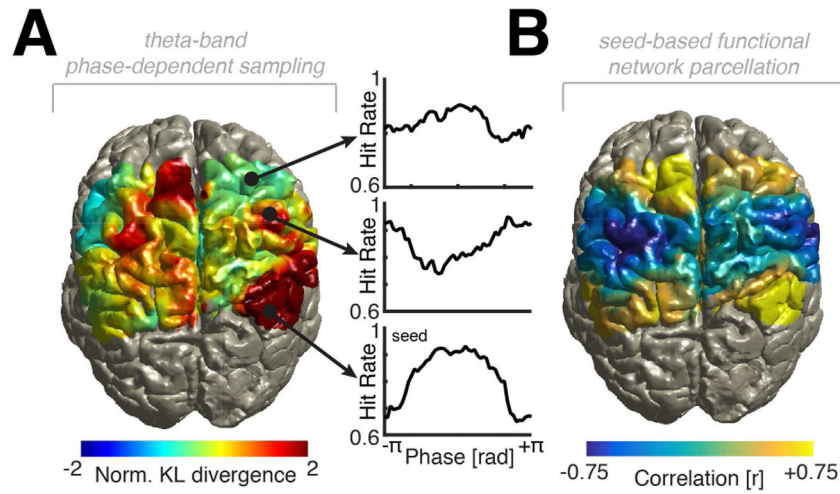 A
theta-band
phase-dependent sampling
B
seed-based functional
network parcellation
1
Hit Rate
0.6
1
Hit Rate
0.6
1
seed
Hit Rate
0.6
-π
Phase [rad]
+π
-2
Norm. KL divergence
2
-0.75
Correlation [r]
+0.75